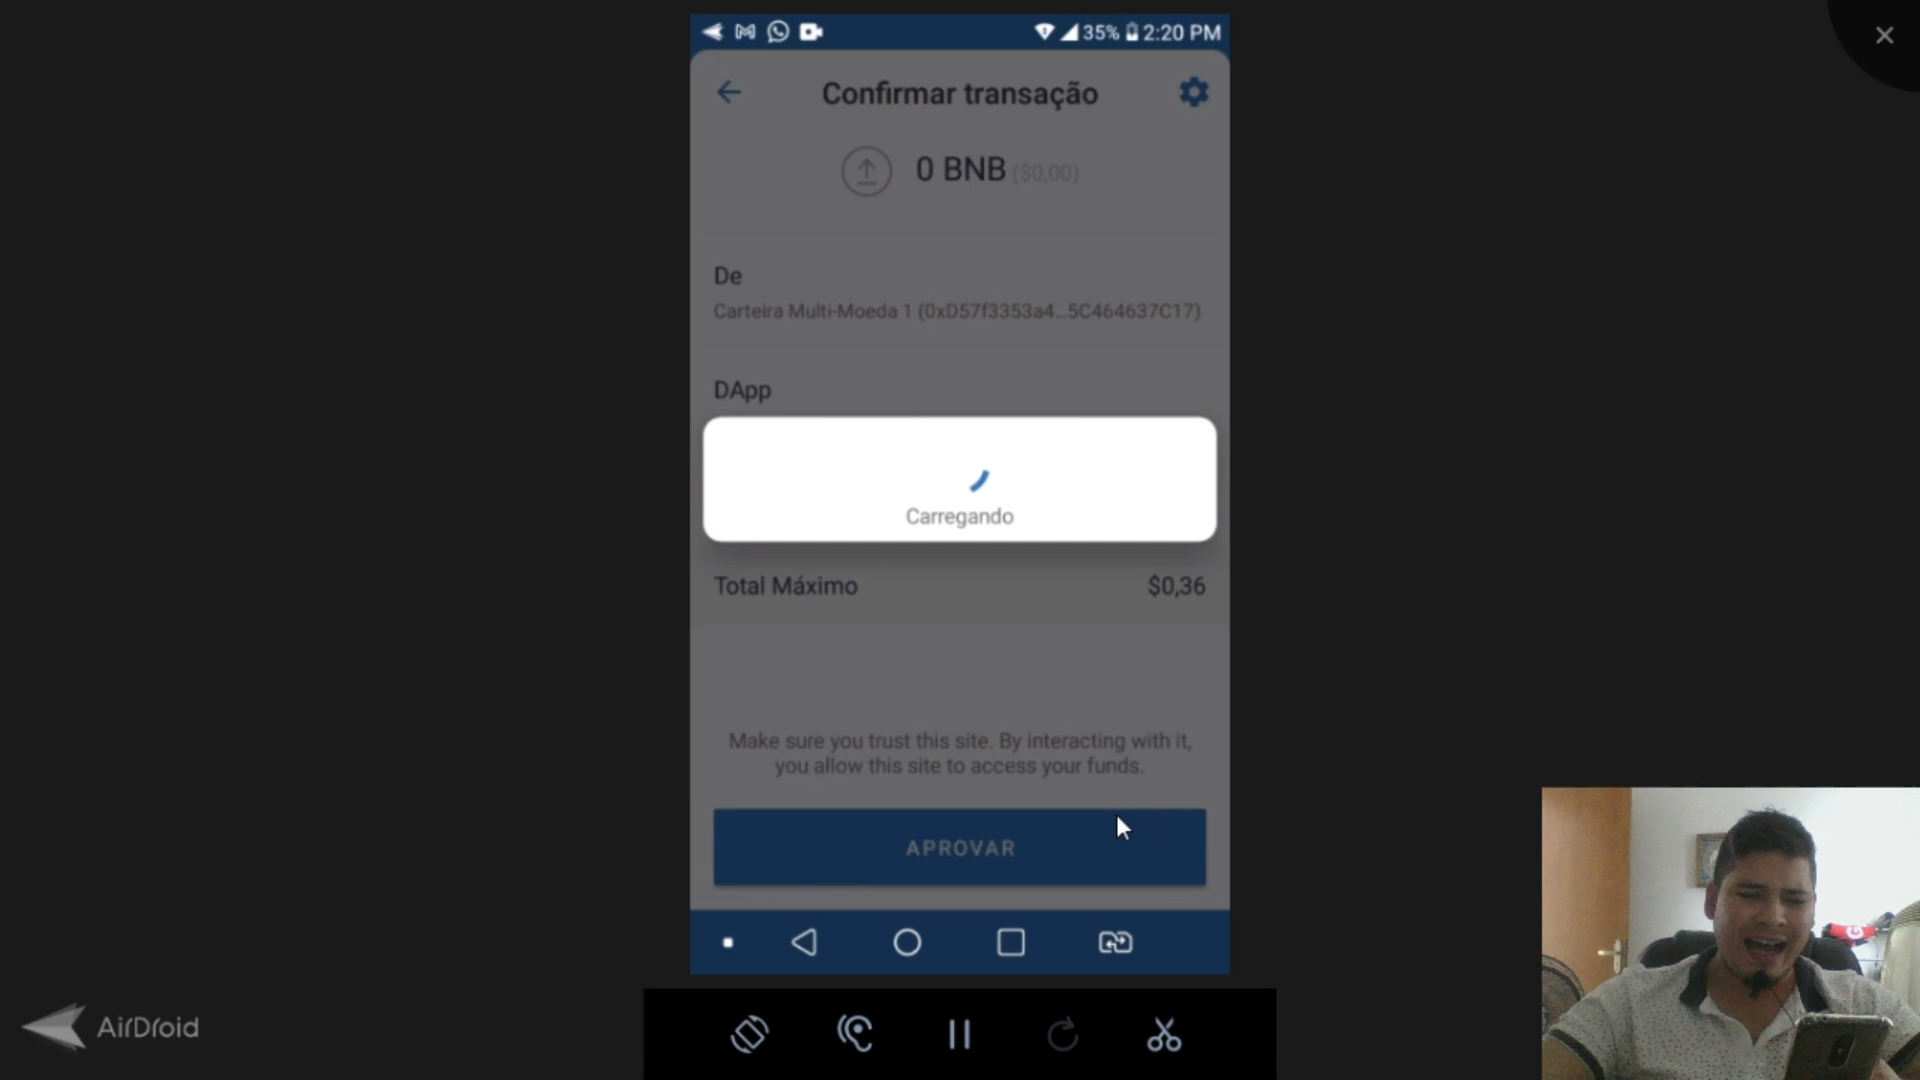 35% 2:20 PM
Confirmar transação
0 BNB ($0,00)
De
Carteira Multi-Moeda 1 (0xD57f3353a4...5C464637C17)
DApp
Carregando
Total Máximo $0,36
Make sure you trust this site. By interacting with it,
you allow this site to access your funds.
APROVAR
AirDroid